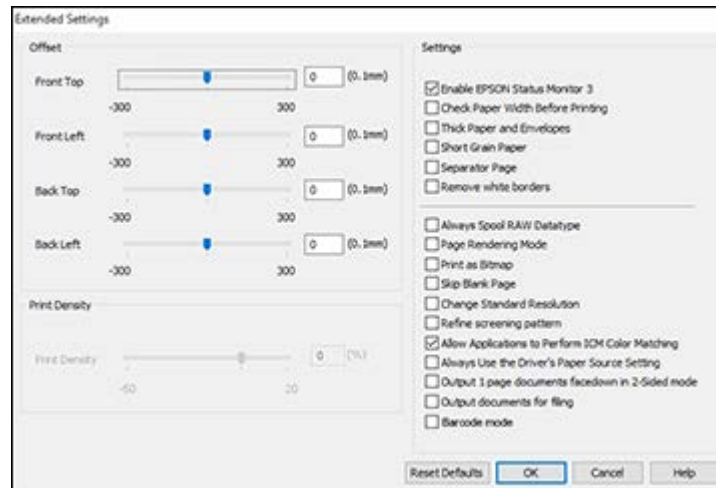 Extended Settings
Offset
Front Top
0 (0.1mm)
-300 300
Front Left
0 (0.1mm)
-300 300
Back Top
0 (0.1mm)
-300 300
Back Left
0 (0.1mm)
-300 300
Print Density
Print Density
0 (%)
-50 20
Settings
Enable EPSON Status Monitor 3
Check Paper Width Before Printing
Thick Paper and Envelopes
Short Grain Paper
Separator Page
Remove white borders
Always Spool RAW Datatype
Page Rendering Mode
Print as Bitmap
Skip Blank Page
Change Standard Resolution
Refine screening pattern
Allow Applications to Perform ICM Color Matching
Always Use the Driver's Paper Source Setting
Output 1 page documents facedown in 2-Sided mode
Output documents for filing
Barcode mode
Reset Defaults OK Cancel Help